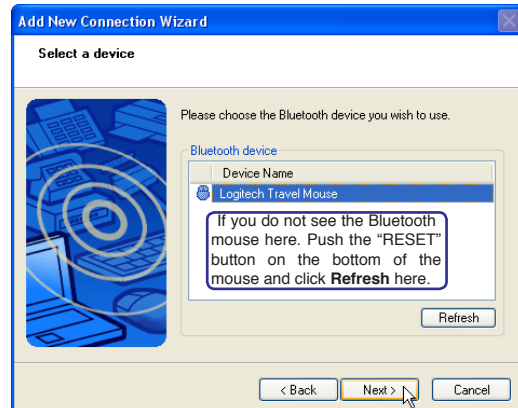 Add New Connection Wizard
Select a device
Please choose the Bluetooth device you wish to use.
Bluetooth device
Device Name
Logitech Travel Mouse
If you do not see the Bluetooth
mouse here. Push the “RESET”
button on the bottom of the
mouse and click Refresh here.
Refresh
< Back
Next >
Cancel